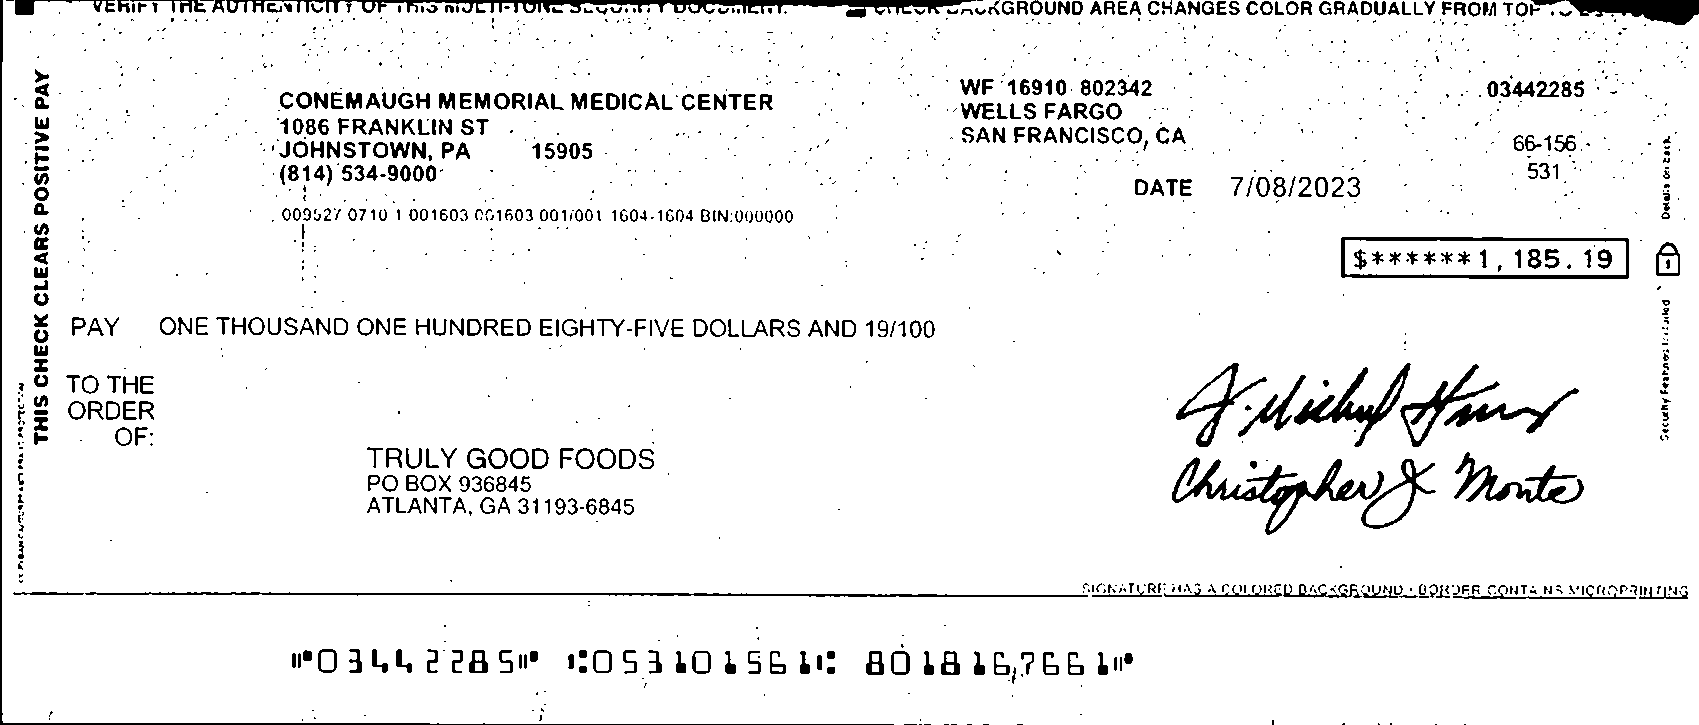 VERIFY THE AUTHENTICITY OF THIS MULTI-TONE SECURITY DOCUMENT.
CHECK BACKGROUND AREA CHANGES COLOR GRADUALLY FROM TOP
THIS CHECK CLEARS POSITIVE PAY
CONEMAUGH MEMORIAL MEDICAL CENTER
1086 FRANKLIN ST
JOHNSTOWN, PA 15905
(814) 534-9000
009527 0710 1 001603 001603 001/001 1604-1604 BIN:000000
WF 16910 802342
WELLS FARGO
SAN FRANCISCO, CA
03442285
66-156
531
DATE 7/08/2023
$******1,185.19
PAY ONE THOUSAND ONE HUNDRED EIGHTY-FIVE DOLLARS AND 19/100
TO THE
ORDER
OF:
TRULY GOOD FOODS
PO BOX 936845
ATLANTA, GA 31193-6845
Christopher J Monte
Security Features Included Details on back.
SIGNATURE HAS A COLORED BACKGROUND - BORDER CONTAINS MICROPRINTING
⑈03442285⑈ ⑆053101561⑆ 8018167661⑈